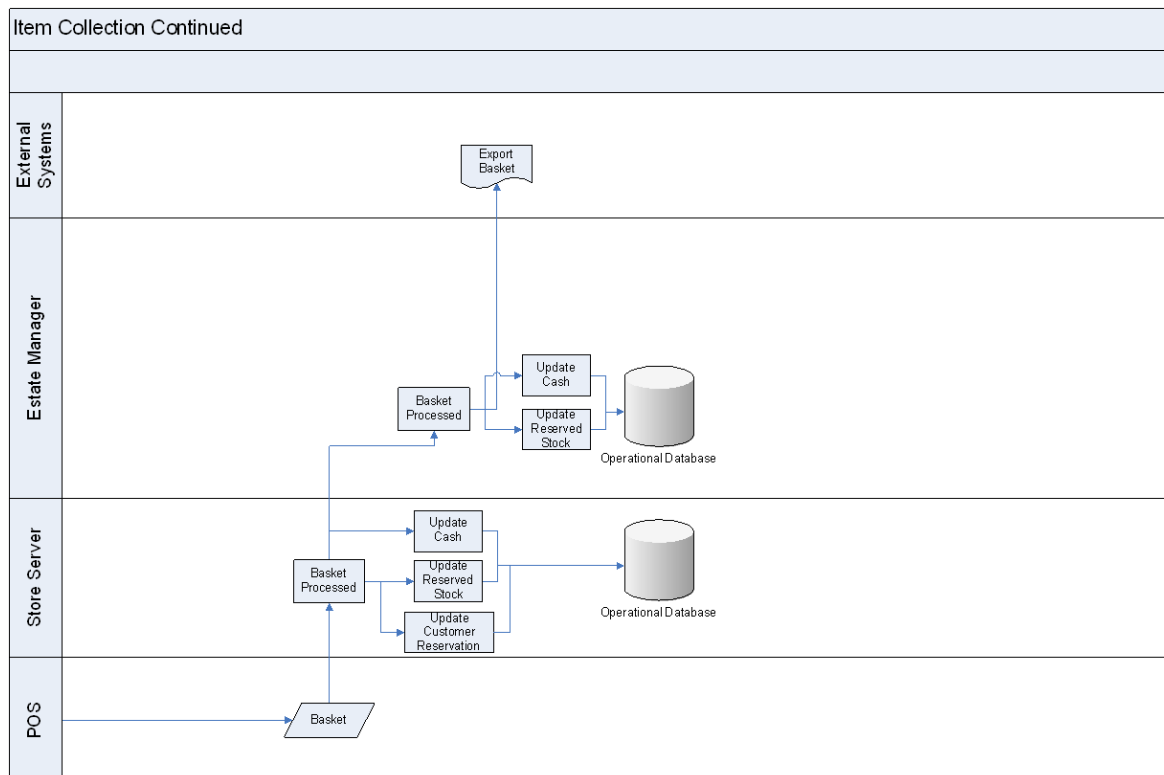 Item Collection Continued
External
Systems
Export
Basket
Estate Manager
Update
Cash
Basket
Processed
Update
Reserved
Stock
Operational Database
Store Server
Update
Cash
Basket
Processed
Update
Reserved
Stock
Operational Database
Update
Customer
Reservation
POS
Basket